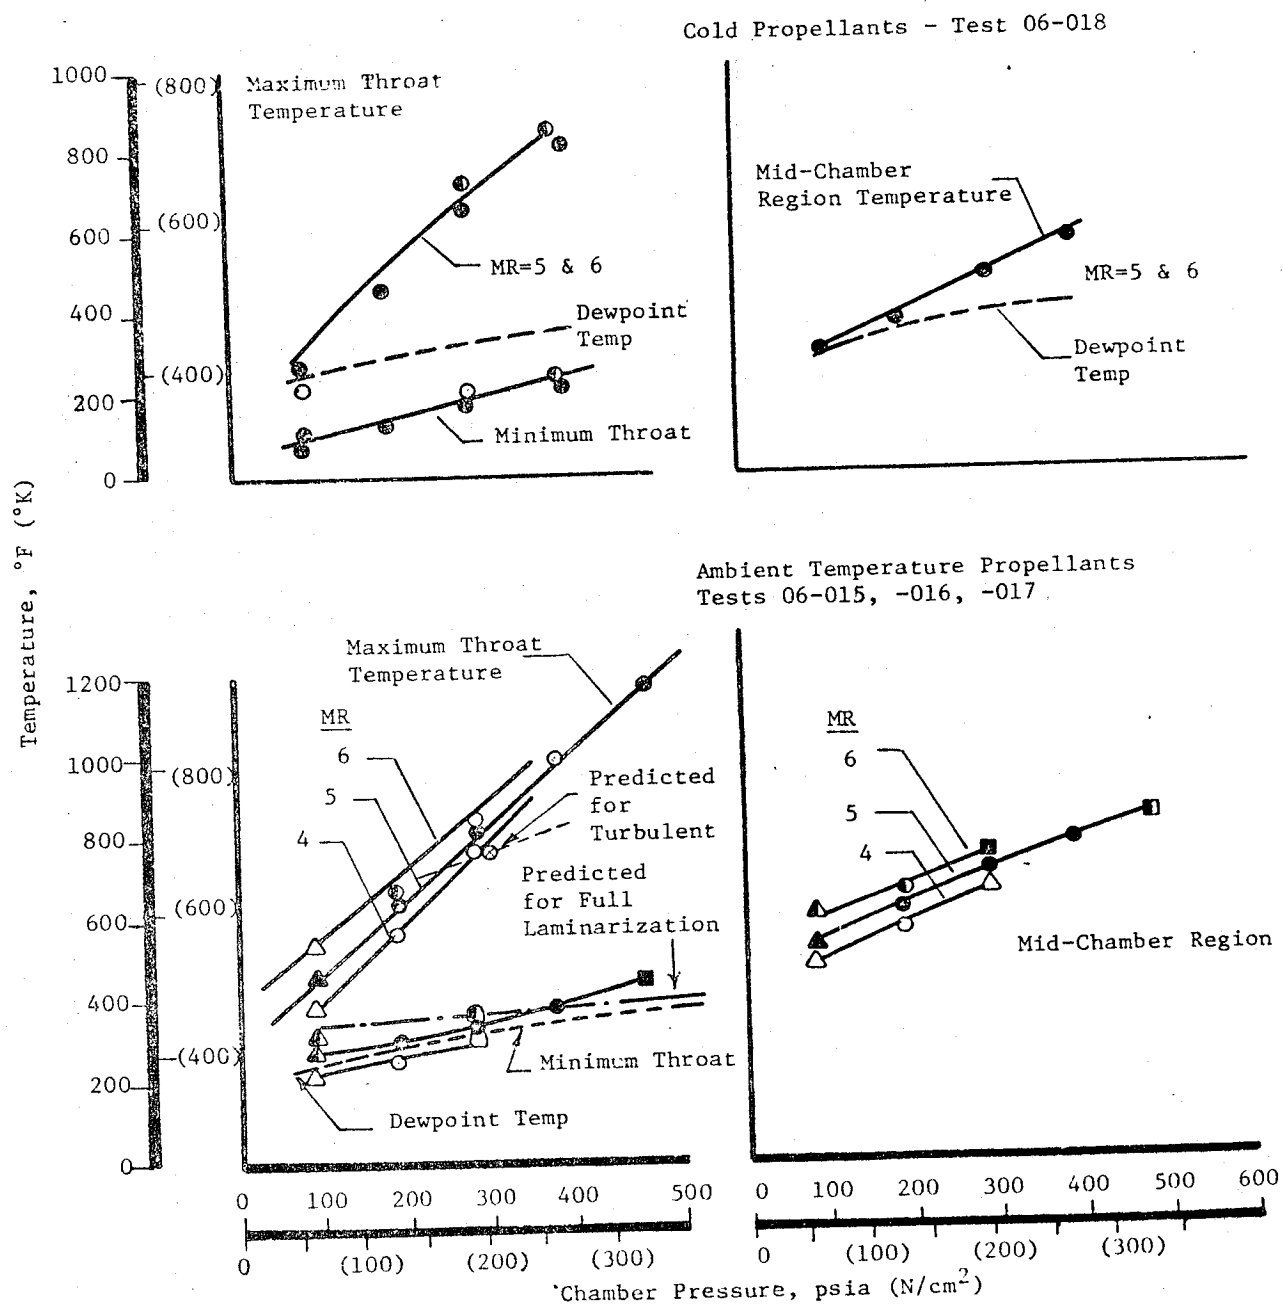 Cold Propellants - Test 06-018
Maximum Throat
Temperature
1000
(800)
800
600
(600)
400
(400)
200
0
MR=5 & 6
Dewpoint
Temp
Minimum Throat
Mid-Chamber
Region Temperature
MR=5 & 6
Dewpoint
Temp
Temperature, °F (°K)
Ambient Temperature Propellants
Tests 06-015, -016, -017
Maximum Throat
Temperature
1200
1000
(800)
800
600
(600)
400
(400)
200
0
MR
6
5
4
Predicted
for
Turbulent
Predicted
for Full
Laminarization
Minimum Throat
Dewpoint Temp
MR
6
5
4
Mid-Chamber Region
0 100 200 300 400 500
0 (100) (200) (300)
0 100 200 300 400 500 600
0 (100) (200) (300)
Chamber Pressure, psia (N/cm²)